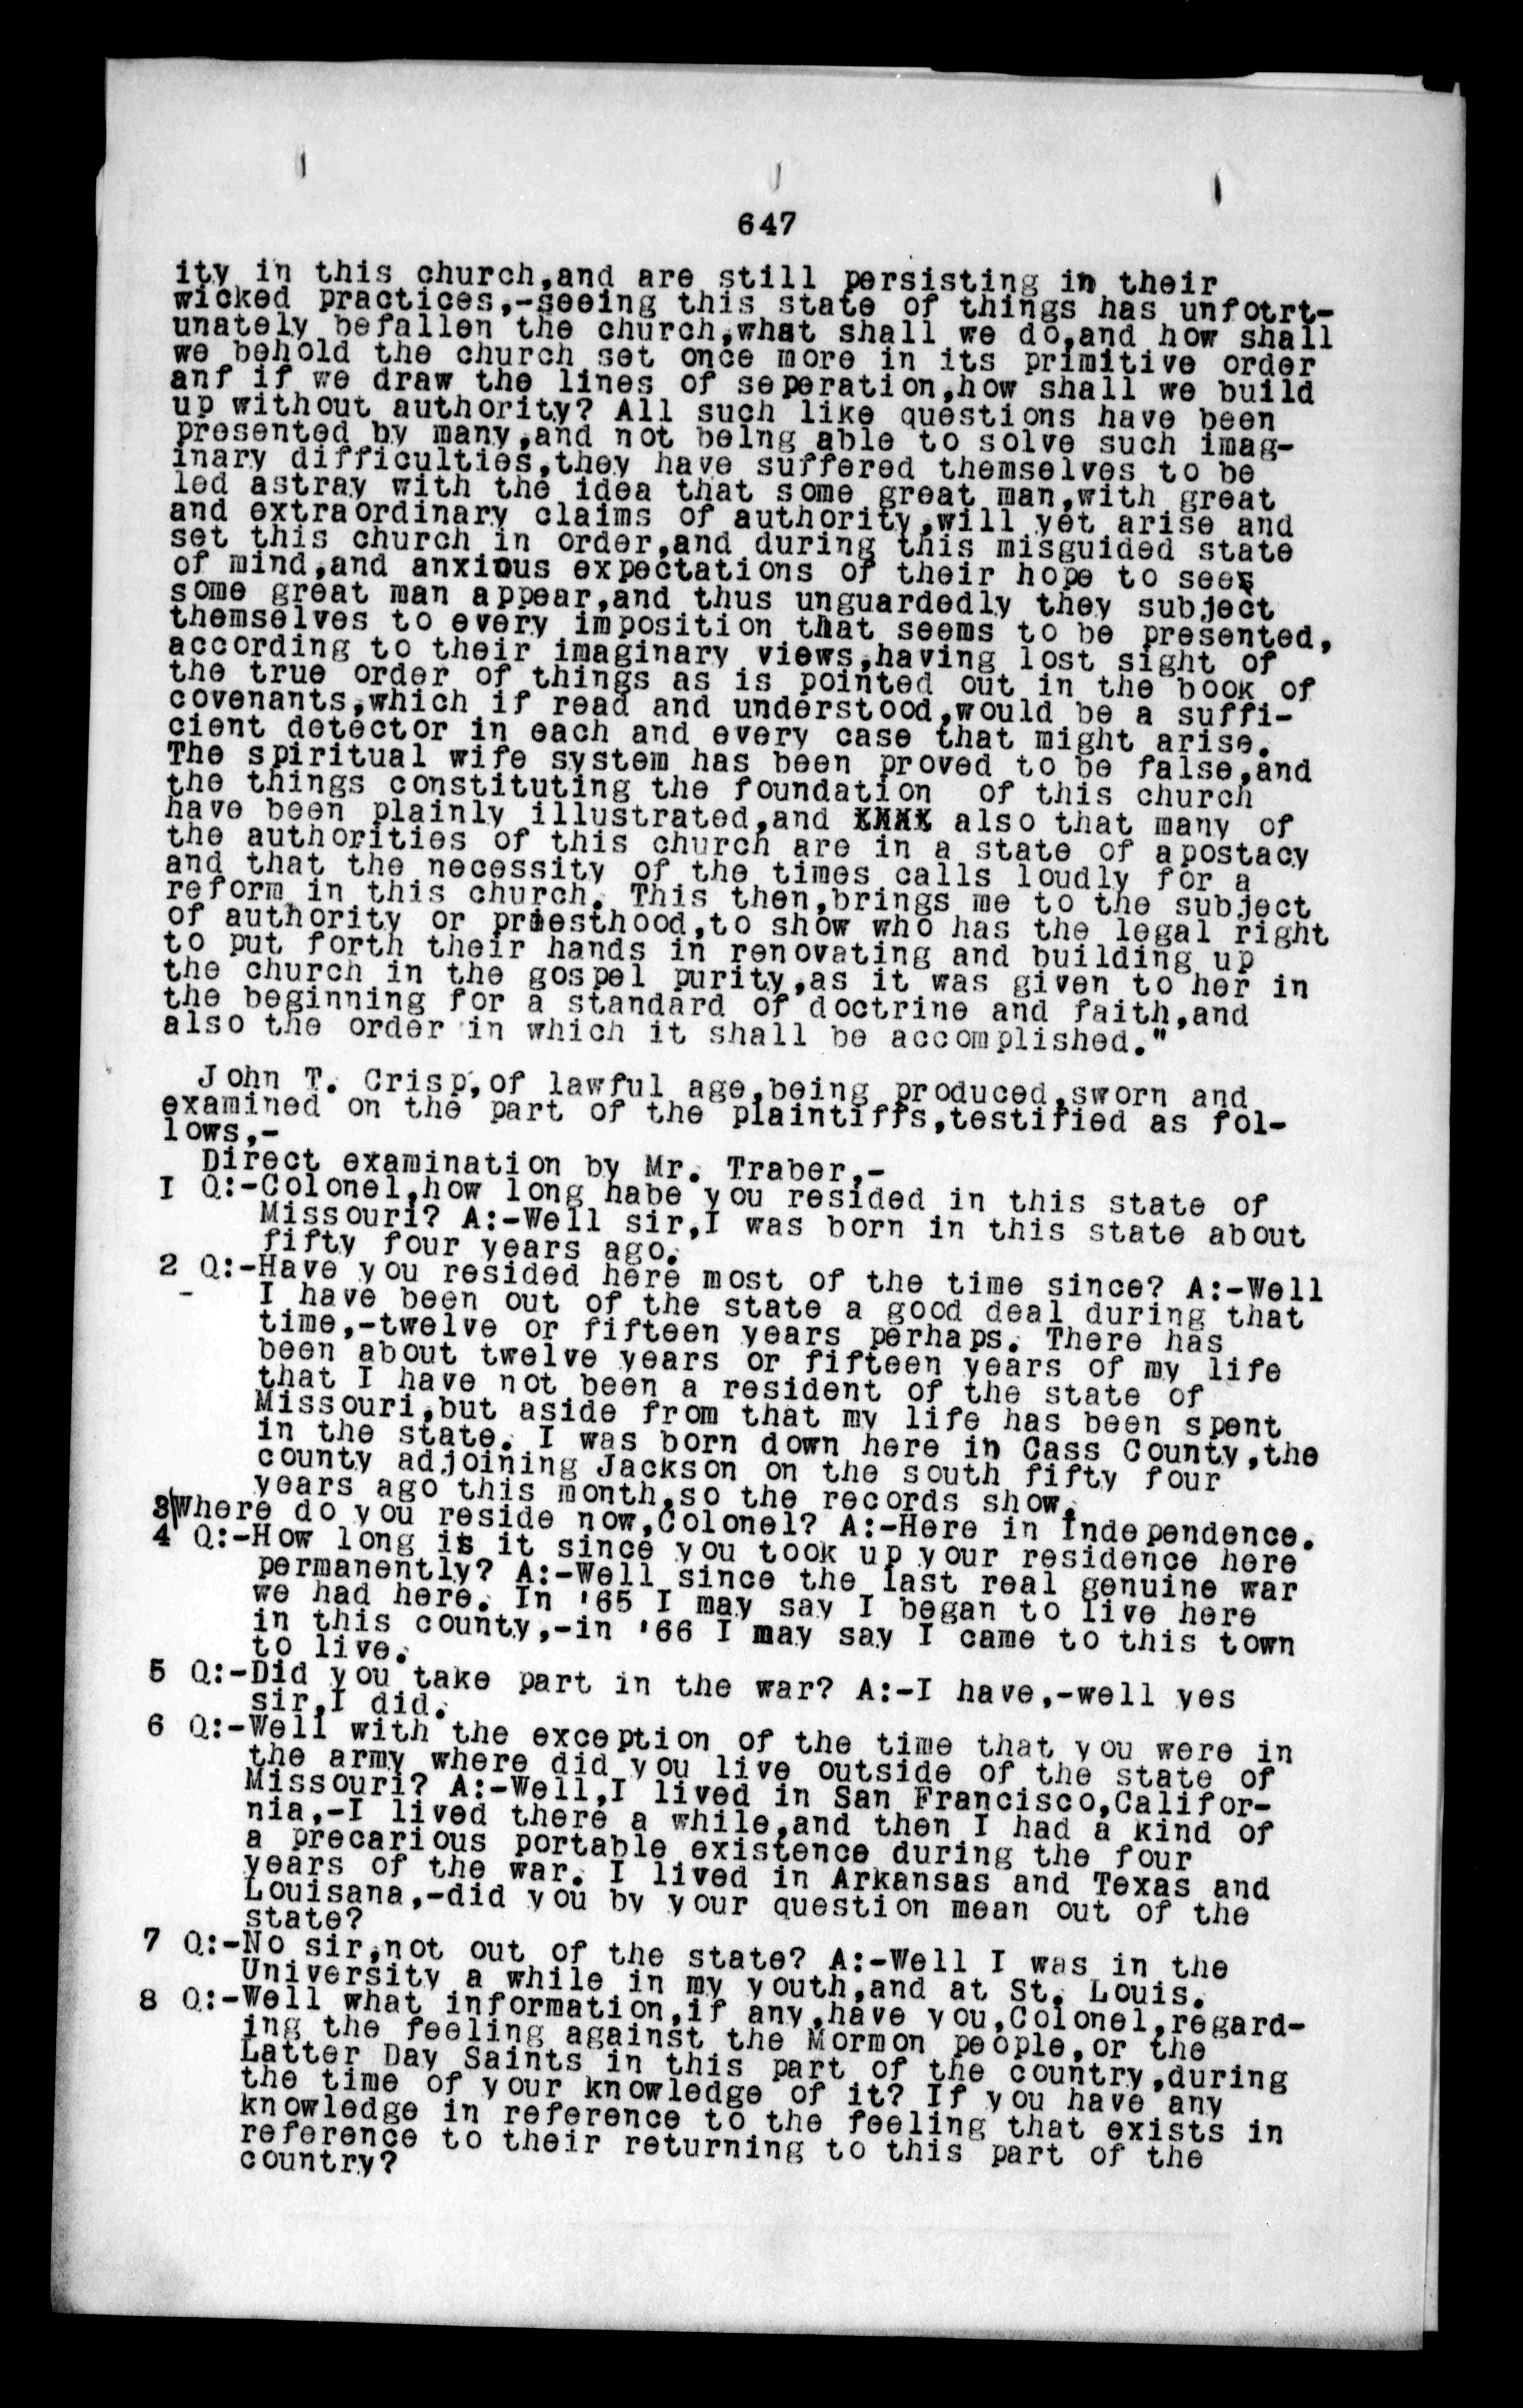 647
ity in this church,and are still persisting in their
wicked practices,-seeing this state of things has unfotrt-
unately befallen the church,what shall we do,and how shall
we behold the church set once more in its primitive order
anf if we draw the lines of seperation,how shall we build
up without authority? All such like questions have been
presented by many,and not being able to solve such imag-
inary difficulties,they have suffered themselves to be
led astray with the idea that some great man,with great
and extraordinary claims of authority,will yet arise and
set this church in order,and during this misguided state
of mind,and anxious expectations of their hope to see
some great man appear,and thus unguardedly they subject
themselves to every imposition that seems to be presented,
according to their imaginary views,having lost sight of
the true order of things as is pointed out in the book of
covenants,which if read and understood,would be a suffi-
cient detector in each and every case that might arise.
The spiritual wife system has been proved to be false,and
the things constituting the foundation of this church
have been plainly illustrated,and XXXX also that many of
the authorities of this church are in a state of apostacy
and that the necessity of the times calls loudly for a
reform in this church. This then,brings me to the subject
of authority or priesthood,to show who has the legal right
to put forth their hands in renovating and building up
the church in the gospel purity,as it was given to her in
the beginning for a standard of doctrine and faith,and
also the order in which it shall be accomplished."
John T. Crisp,of lawful age,being produced,sworn and
examined on the part of the plaintiffs,testified as fol-
lows,-
Direct examination by Mr. Traber,-
I Q:-Colonel,how long habe you resided in this state of
Missouri? A:-Well sir,I was born in this state about
fifty four years ago.
2 Q:-Have you resided here most of the time since? A:-Well
I have been out of the state a good deal during that
time,-twelve or fifteen years perhaps. There has
been about twelve years or fifteen years of my life
that I have not been a resident of the state of
Missouri,but aside from that my life has been spent
in the state. I was born down here in Cass County,the
county adjoining Jackson on the south fifty four
years ago this month,so the records show.
3 Where do you reside now,Colonel? A:-Here in Independence.
4 Q:-How long is it since you took up your residence here
permanently? A:-Well since the last real genuine war
we had here. In '65 I may say I began to live here
in this county,-in '66 I may say I came to this town
to live.
5 Q:-Did you take part in the war? A:-I have,-well yes
sir,I did.
6 Q:-Well with the exception of the time that you were in
the army where did you live outside of the state of
Missouri? A:-Well,I lived in San Francisco,Califor-
nia,-I lived there a while,and then I had a kind of
a precarious portable existence during the four
years of the war. I lived in Arkansas and Texas and
Louisana,-did you by your question mean out of the
state?
7 Q:-No sir,not out of the state? A:-Well I was in the
University a while in my youth,and at St. Louis.
8 Q:-Well what information,if any,have you,Colonel,regard-
ing the feeling against the Mormon people,or the
Latter Day Saints in this part of the country,during
the time of your knowledge of it? If you have any
knowledge in reference to the feeling that exists in
reference to their returning to this part of the
country?